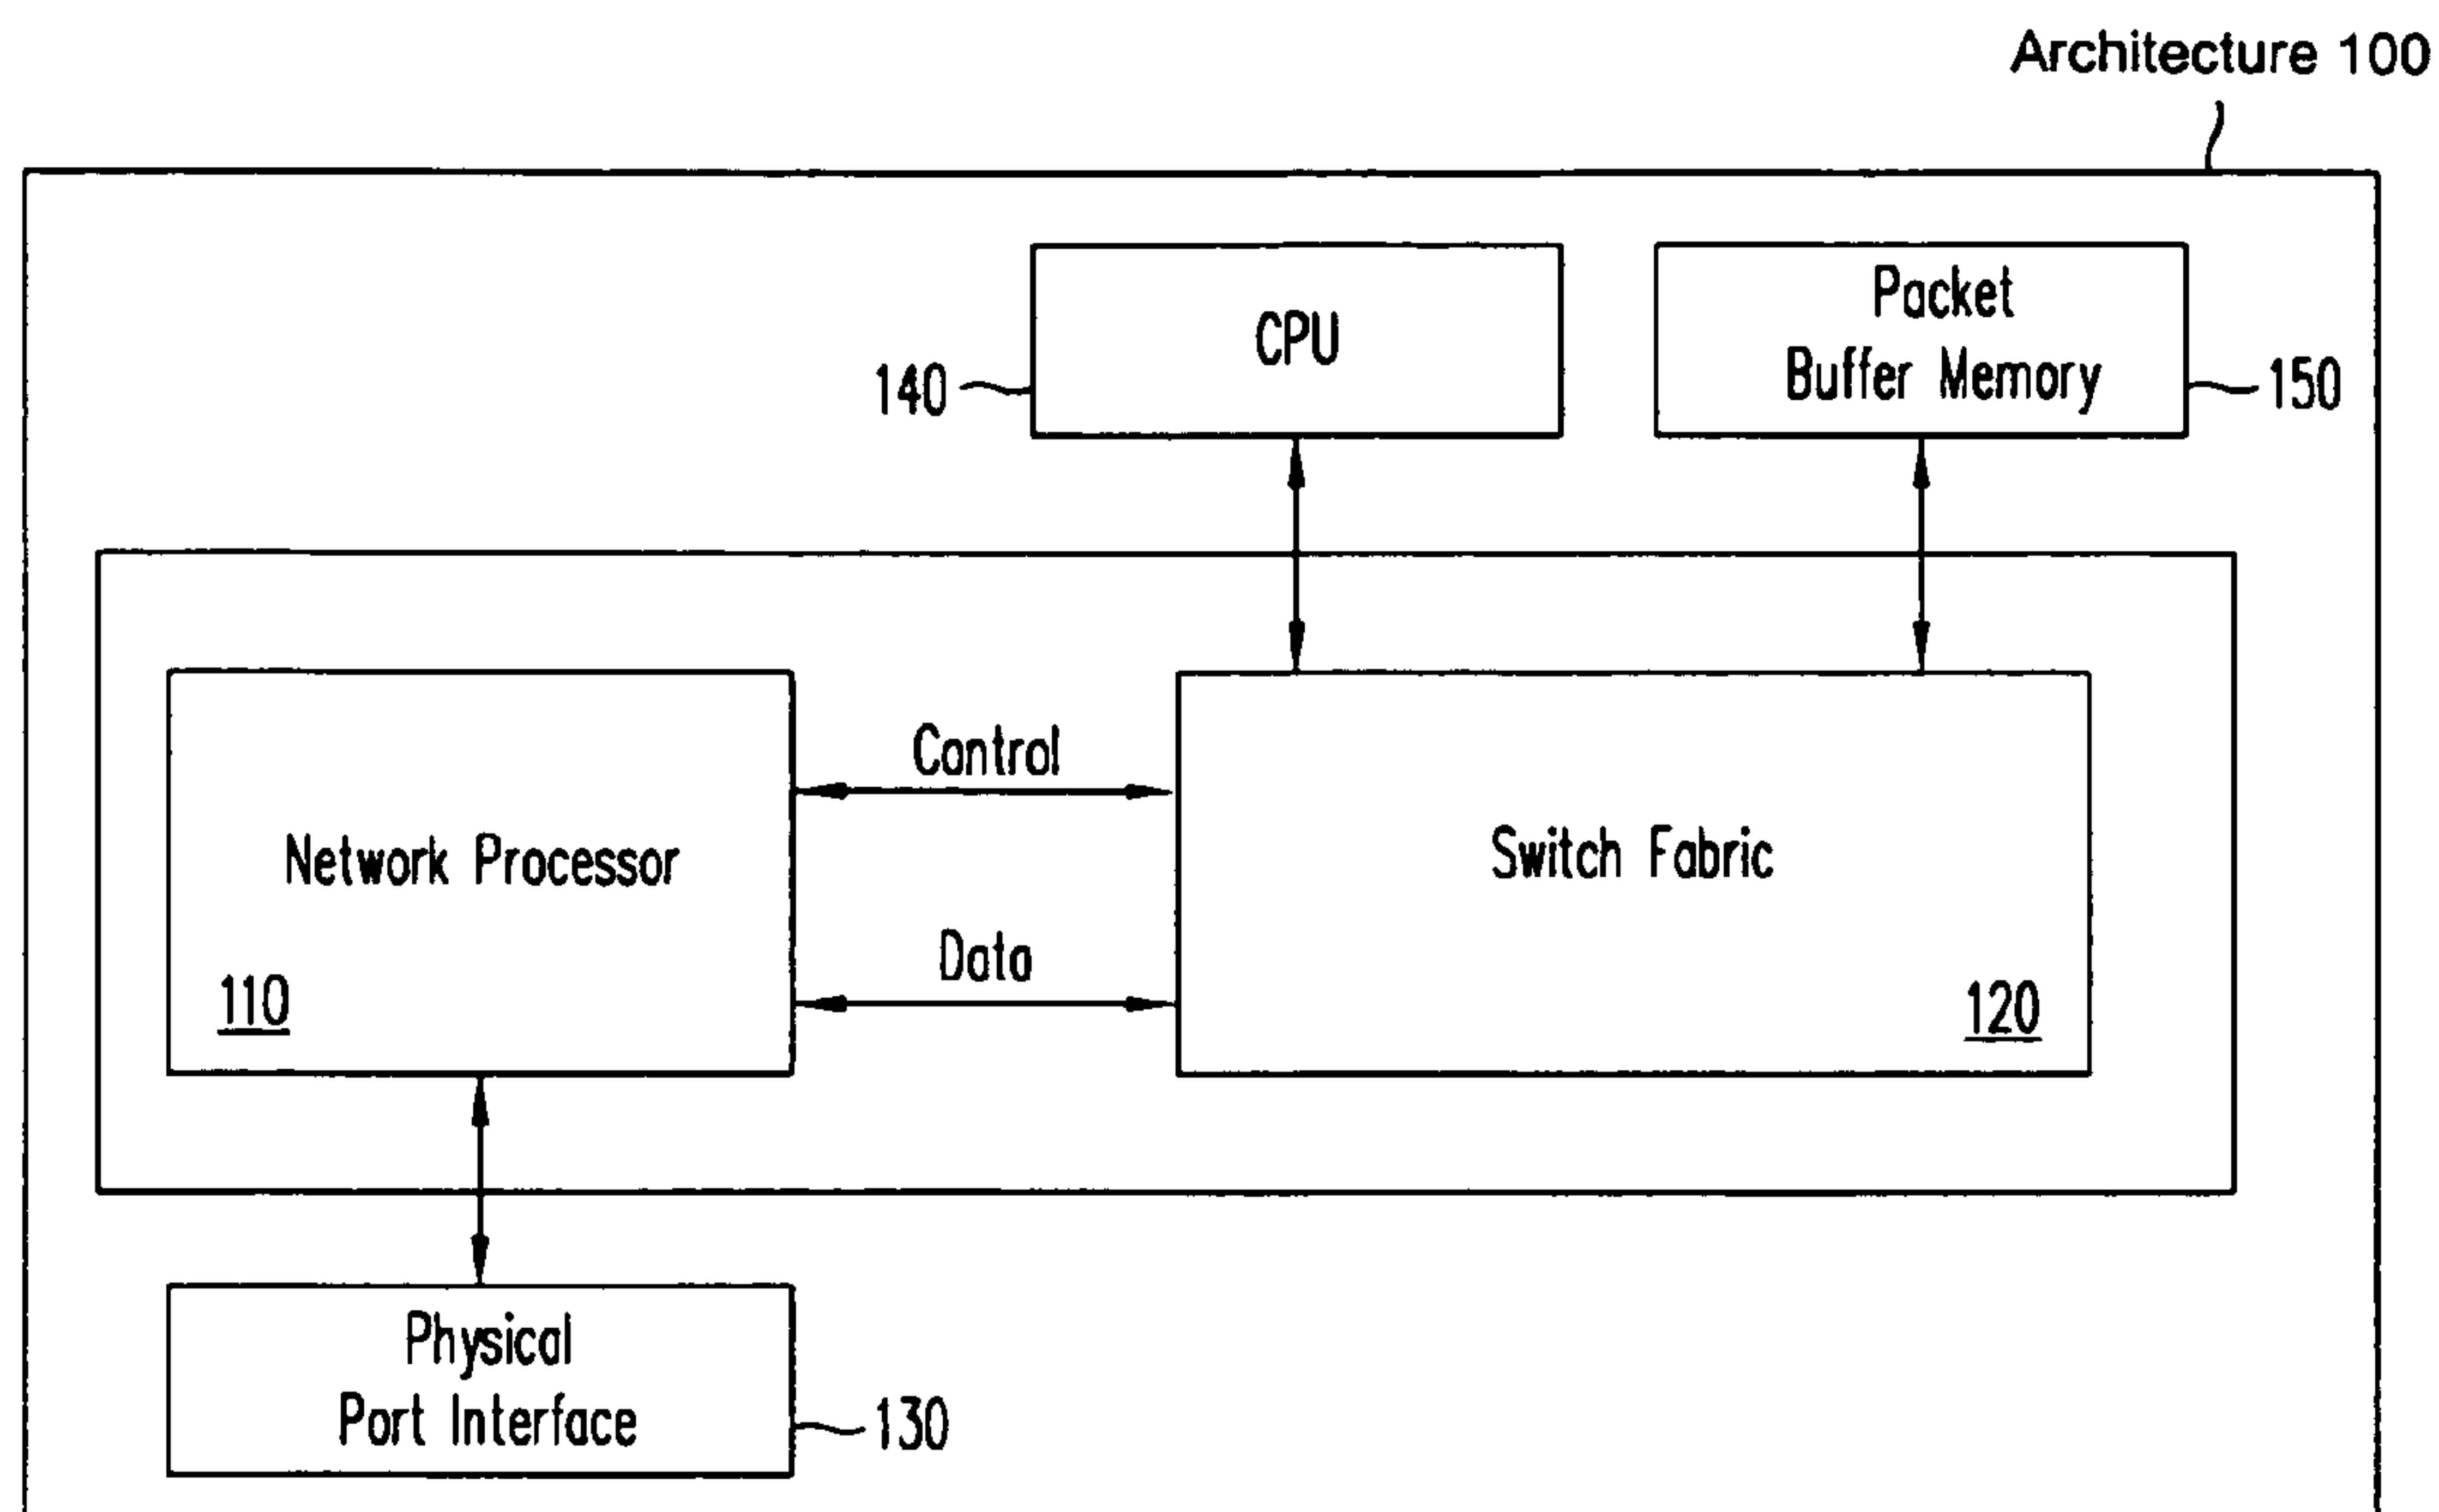 Architecture 100
CPU
140
Packet
Buffer Memory
150
Control
Network Processor
Switch Fabric
Data
110
120
Physical
Port Interface
130